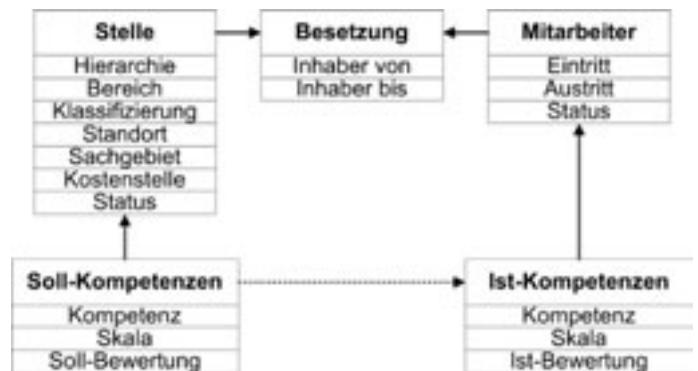 Stelle
Hierarchie
Bereich
Klassifizierung
Standort
Sachgebiet
Kostenstelle
Status
Besetzung
Inhaber von
Inhaber bis
Mitarbeiter
Eintritt
Austritt
Status
Soll-Kompetenzen
Kompetenz
Skala
Soll-Bewertung
Ist-Kompetenzen
Kompetenz
Skala
Ist-Bewertung